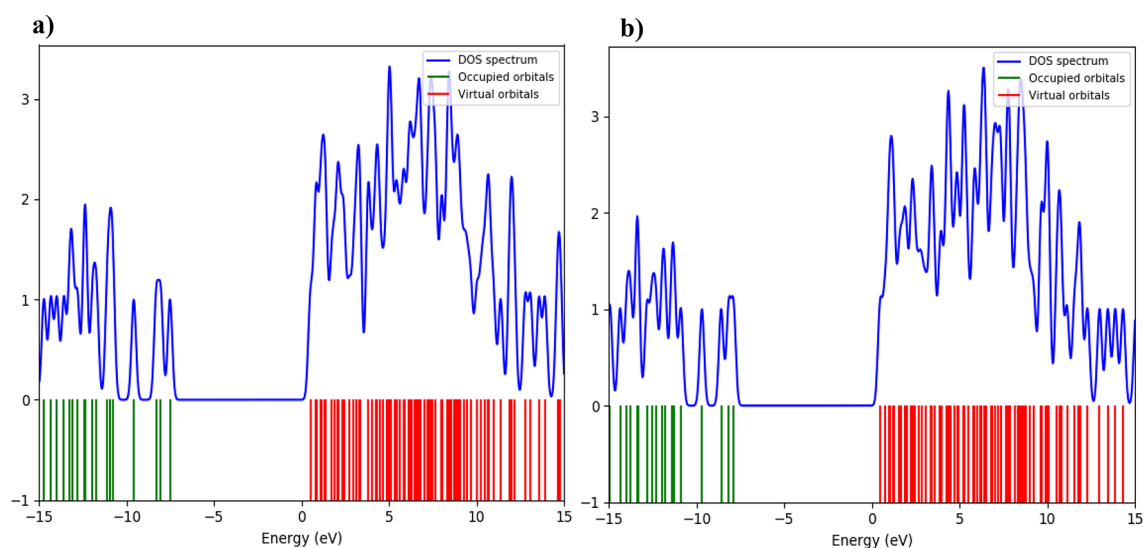 a)
DOS spectrum
Occupied orbitals
Virtual orbitals
3
2
1
0
−1
−15 −10 −5 0 5 10 15
Energy (eV)
b)
DOS spectrum
Occupied orbitals
Virtual orbitals
3
2
1
0
−1
−15 −10 −5 0 5 10 15
Energy (eV)